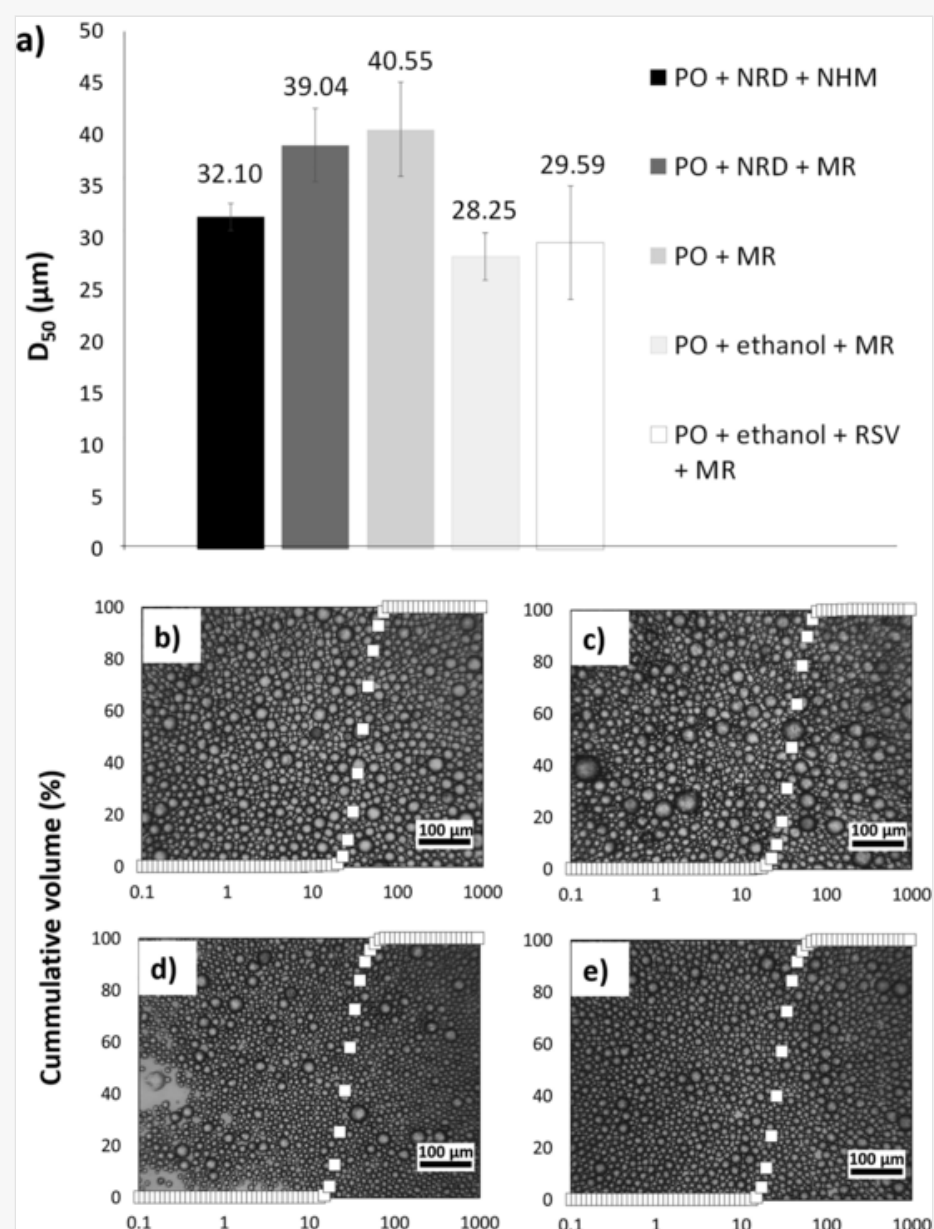 a)
D50 (μm)
50
45
40
35
30
25
20
15
10
5
0
32.10
39.04
40.55
28.25
29.59
PO + NRD + NHM
PO + NRD + MR
PO + MR
PO + ethanol + MR
PO + ethanol + RSV
+ MR
Cummulative volume (%)
b)
100
80
60
40
20
0
100 μm
0.1 1 10 100 1000
c)
100
80
60
40
20
0
100 μm
0.1 1 10 100 1000
d)
100
80
60
40
20
0
100 μm
0.1 1 10 100 1000
e)
100
80
60
40
20
0
100 μm
0.1 1 10 100 1000